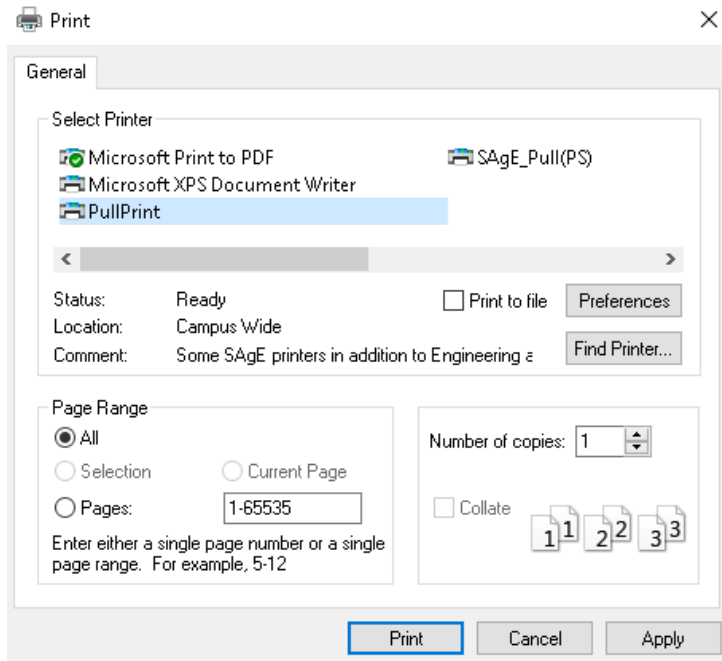 Print
General
Select Printer
Microsoft Print to PDF
SAgE_Pull(PS)
Microsoft XPS Document Writer
PullPrint
Status: Ready
Print to file
Preferences
Location: Campus Wide
Comment: Some SAgE printers in addition to Engineering a
Find Printer...
Page Range
All
Selection
Current Page
Pages: 1-65535
Enter either a single page number or a single
page range. For example, 5-12
Number of copies: 1
Collate
1 1 2 2 3 3
Print
Cancel
Apply